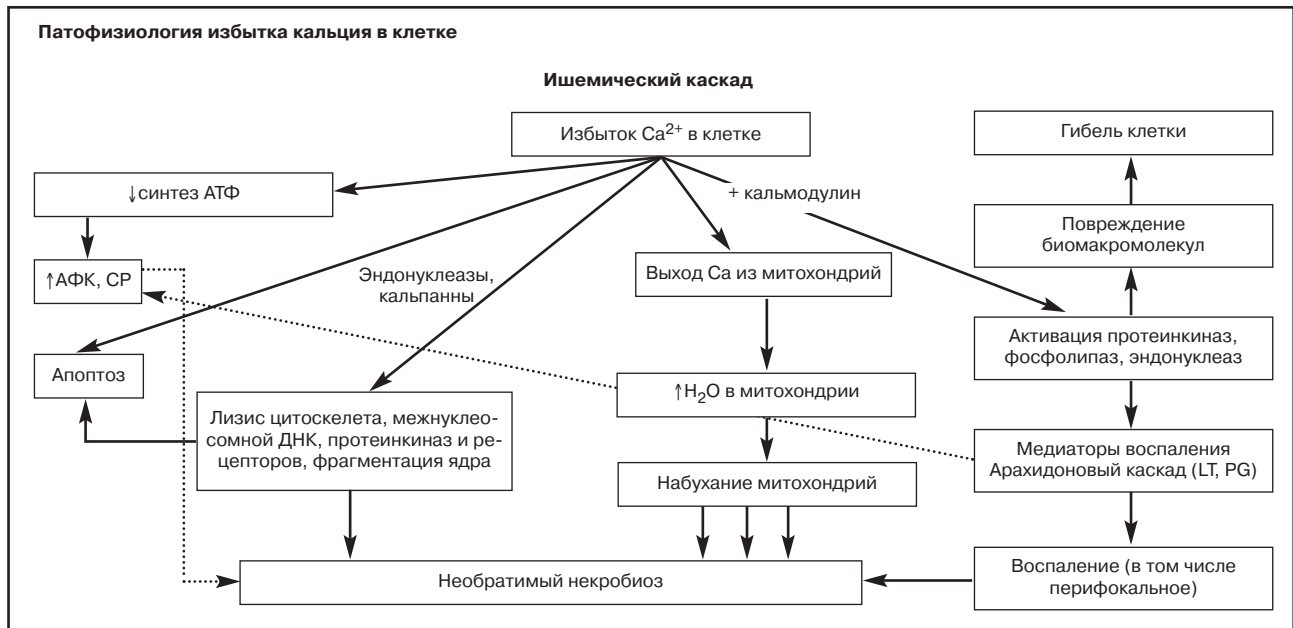 Патофизиология избытка кальция в клетке
Ишемический каскад
Избыток Ca²⁺ в клетке
Гибель клетки
↓синтез АТФ
+ кальмодулин
Повреждение
биомакромолекул
↑АФК, СР
Эндонуклеазы,
кальпанны
Выход Ca из митохондрий
Активация протеинкиназ,
фосфолипаз, эндонуклеаз
Апоптоз
↑H₂O в митохондрии
Лизис цитоскелета, межнуклео-
сомной ДНК, протеинкиназ и ре-
цепторов, фрагментация ядра
Медиаторы воспаления
Арахидоновый каскад (LT, PG)
Набухание митохондрий
Необратимый некробиоз
Воспаление (в том числе
перифокальное)